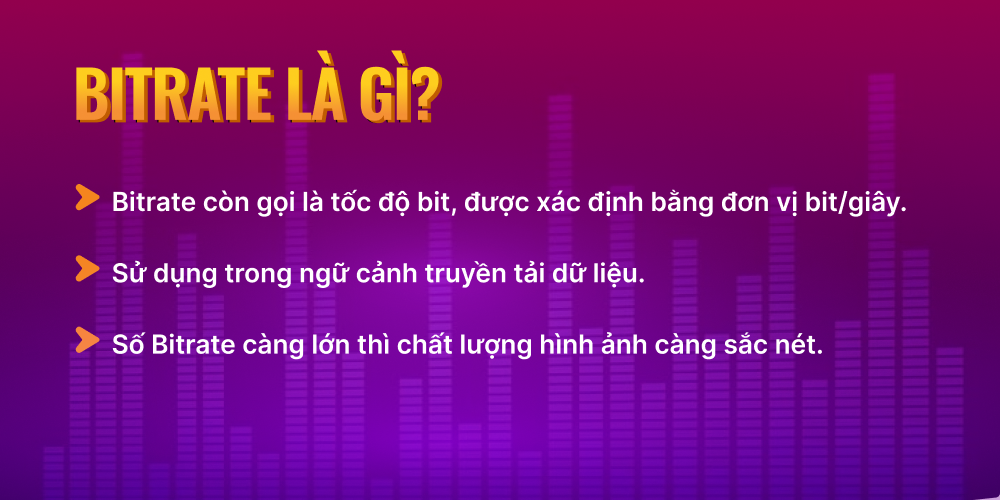 BITRATE LÀ GÌ?
Bitrate còn gọi là tốc độ bit, được xác định bằng đơn vị bit/giây.
Sử dụng trong ngữ cảnh truyền tải dữ liệu.
Số Bitrate càng lớn thì chất lượng hình ảnh càng sắc nét.